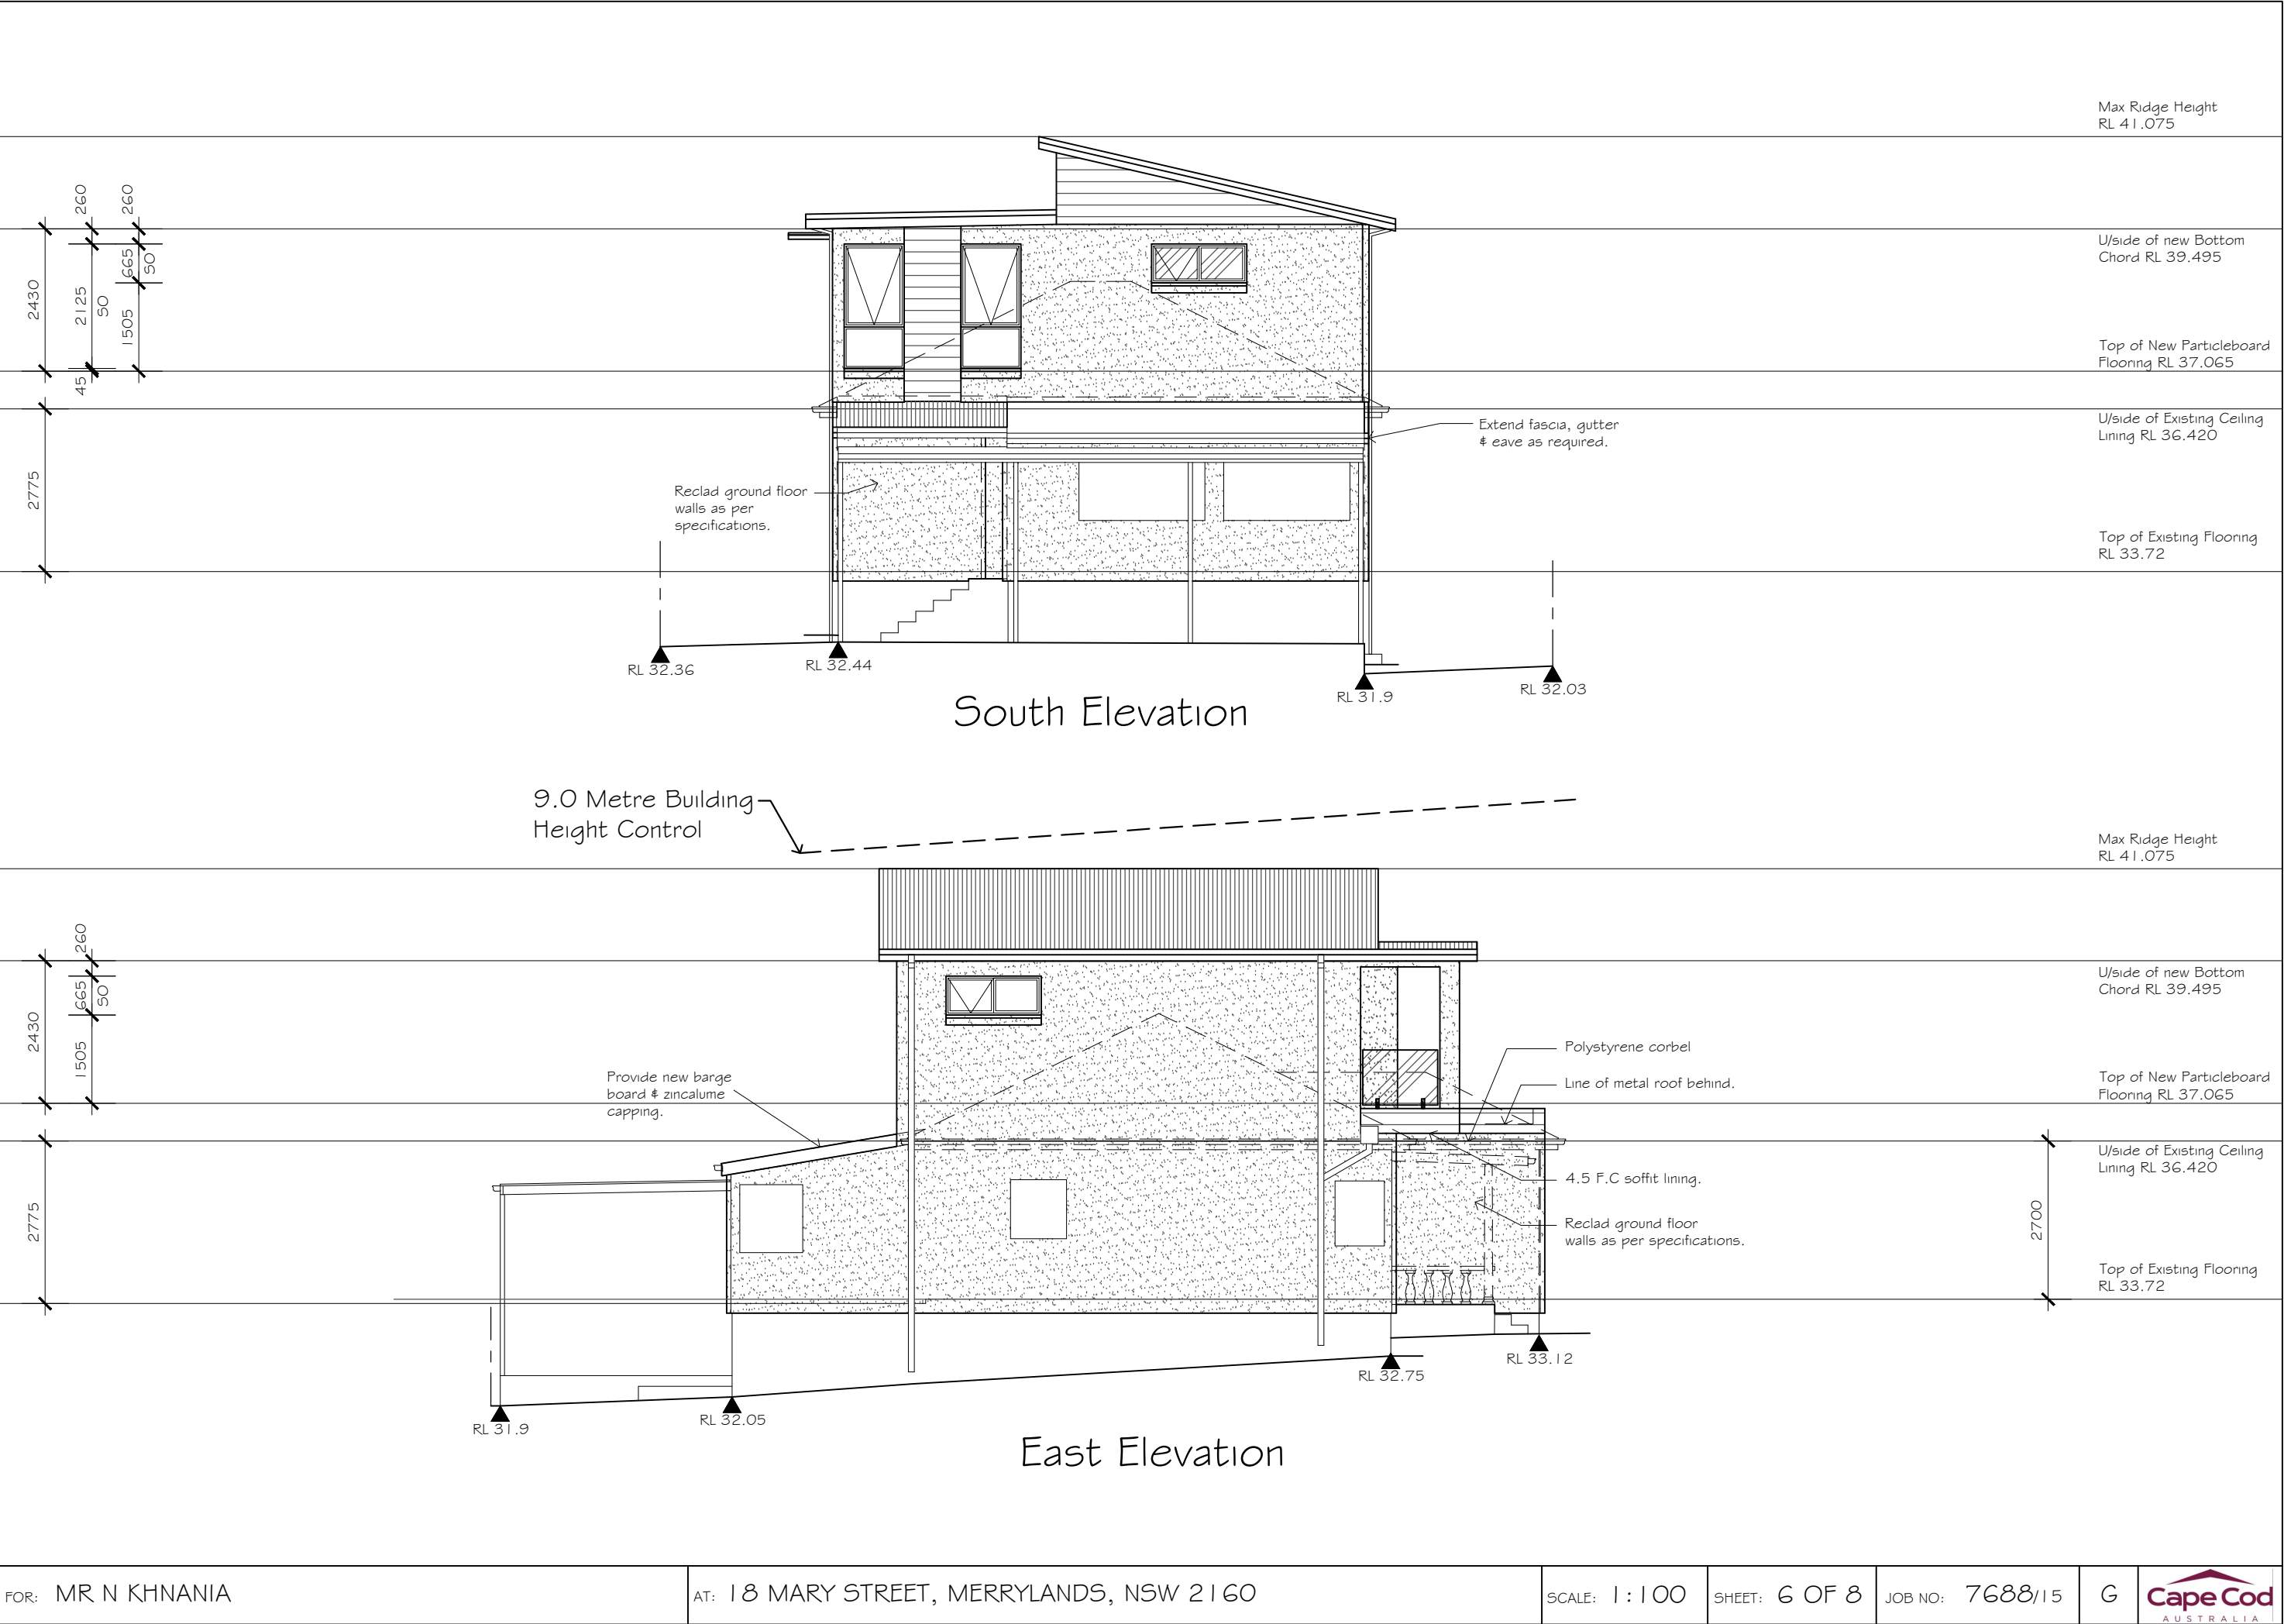 Max Ridge Height
RL 41.075
260
260
2430
2125
SO
45
665
SO
1505
2775
U/side of new Bottom
Chord RL 39.495
Top of New Particleboard
Flooring RL 37.065
U/side of Existing Ceiling
Lining RL 36.420
Top of Existing Flooring
RL 33.72
Extend fascia, gutter
& eave as required.
Reclad ground floor
walls as per
specifications.
RL 32.36
RL 32.44
RL 31.9
RL 32.03
South Elevation
9.0 Metre Building
Height Control
Max Ridge Height
RL 41.075
260
2430
665
SO
1505
2775
U/side of new Bottom
Chord RL 39.495
Top of New Particleboard
Flooring RL 37.065
U/side of Existing Ceiling
Lining RL 36.420
2700
Top of Existing Flooring
RL 33.72
Provide new barge
board & zincalume
capping.
Polystyrene corbel
Line of metal roof behind.
4.5 F.C soffit lining.
Reclad ground floor
walls as per specifications.
RL 31.9
RL 32.05
RL 32.75
RL 33.12
East Elevation
FOR: MR N KHNANIA
AT: 18 MARY STREET, MERRYLANDS, NSW 2160
SCALE: 1:100
SHEET: 6 OF 8
JOB NO: 7688/15
G
Cape Cod
AUSTRALIA